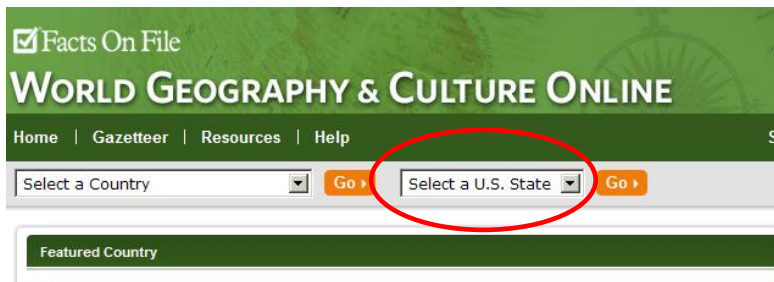 Facts On File
WORLD GEOGRAPHY & CULTURE ONLINE
Home | Gazetteer | Resources | Help S
Select a Country Go Select a U.S. State Go
Featured Country